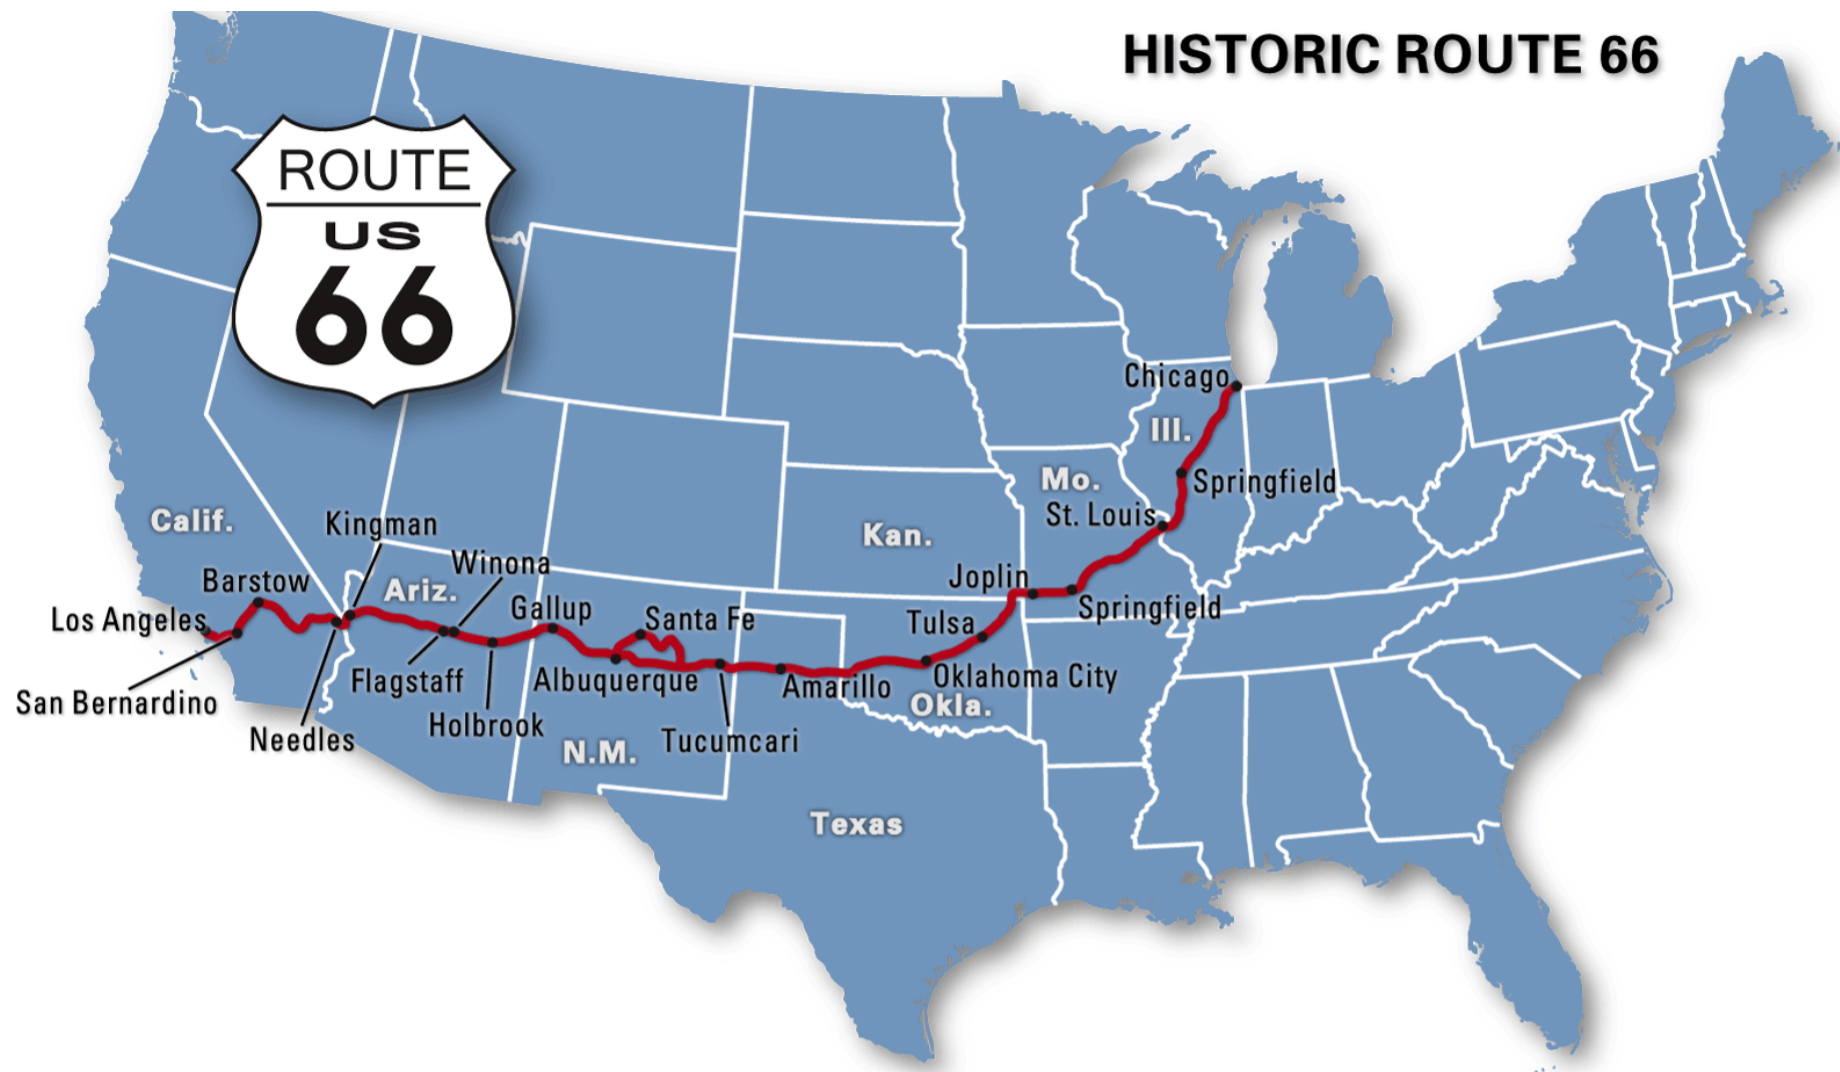 HISTORIC ROUTE 66
ROUTE
US
66
Chicago
Ill.
Springfield
Mo.
St. Louis
Calif.
Kingman
Kan.
Winona
Barstow
Ariz.
Joplin
Los Angeles
Gallup
Santa Fe
Tulsa
Springfield
Flagstaff
Albuquerque
Amarillo
Oklahoma City
San Bernardino
Okla.
Holbrook
Needles
N.M.
Tucumcari
Texas